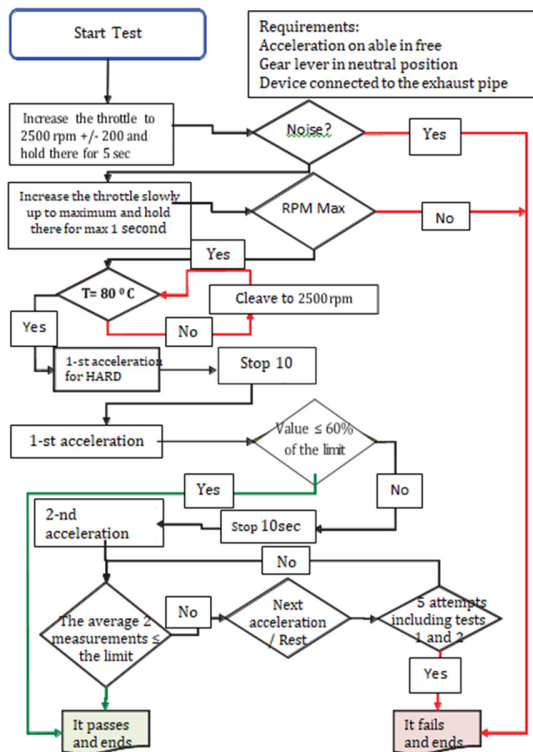 Start Test
Requirements:
Acceleration on able in free
Gear lever in neutral position
Device connected to the exhaust pipe
Increase the throttle to
2500 rpm +/- 200 and
hold there for 5 sec
Noise?
Yes
Increase the throttle slowly
up to maximum and hold
there for max 1 second
RPM Max
No
Yes
T= 80 ⁰ C
Cleave to 2500 rpm
Yes
No
1-st acceleration
for HARD
Stop 10
1-st acceleration
Value ≤ 60%
of the limit
Yes
No
2-nd
acceleration
Stop 10sec
No
The average 2
measurements ≤
the limit
No
Next
acceleration
/ Rest
5 attempts
including tests
1 and 2
Yes
It passes
and ends
It fails
and ends